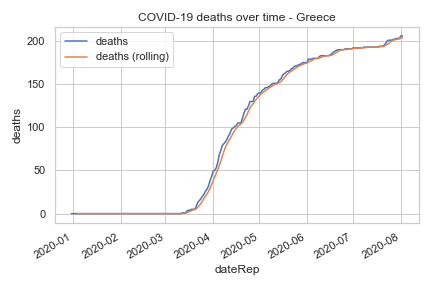 COVID-19 deaths over time - Greece
deaths
deaths (rolling)
200
150
100
50
0
deaths
2020-01
2020-02
2020-03
2020-04
2020-05
2020-06
2020-07
2020-08
dateRep